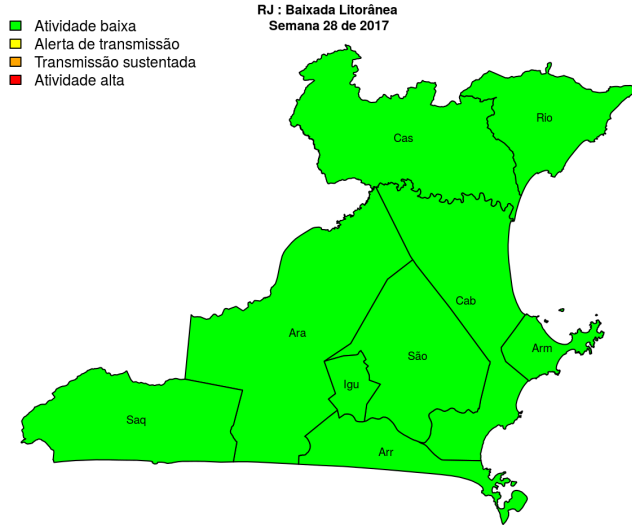 RJ : Baixada Litorânea
Semana 28 de 2017
Atividade baixa
Alerta de transmissão
Transmissão sustentada
Atividade alta
Rio
Cas
Cab
Ara
Arm
São
Igu
Saq
Arr